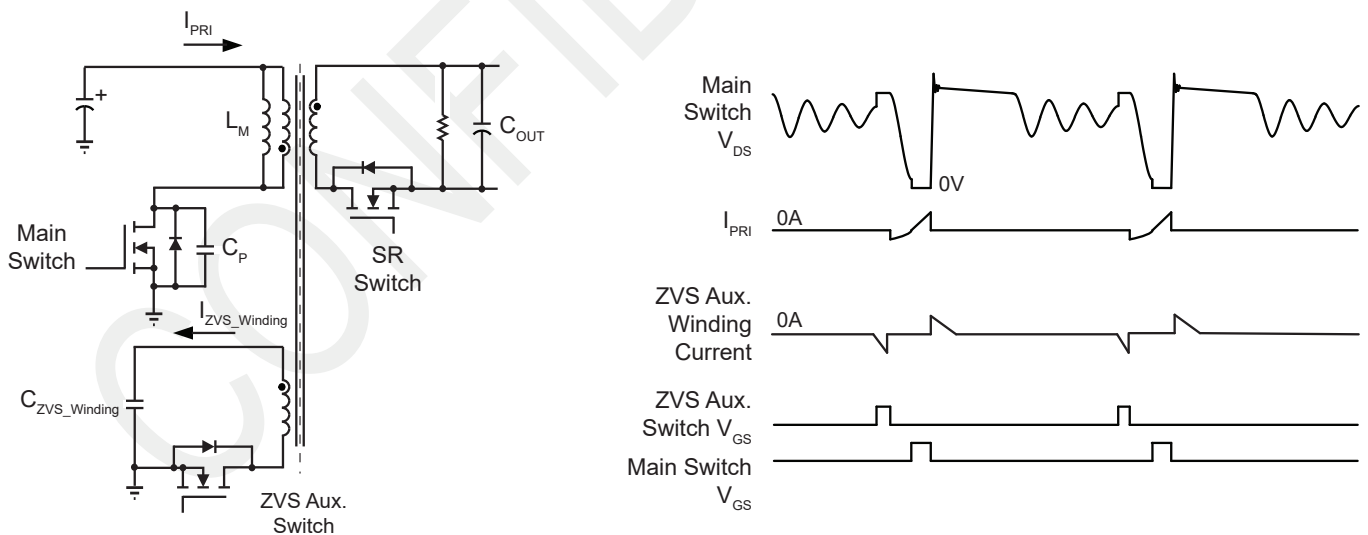 I_PRI
+
L_M
C_OUT
Main
Switch
C_P
SR
Switch
I_ZVS_Winding
C_ZVS_Winding
ZVS Aux.
Switch
Main
Switch
V_DS
0V
I_PRI
0A
ZVS Aux.
Winding
Current
0A
ZVS Aux.
Switch V_GS
Main Switch
V_GS